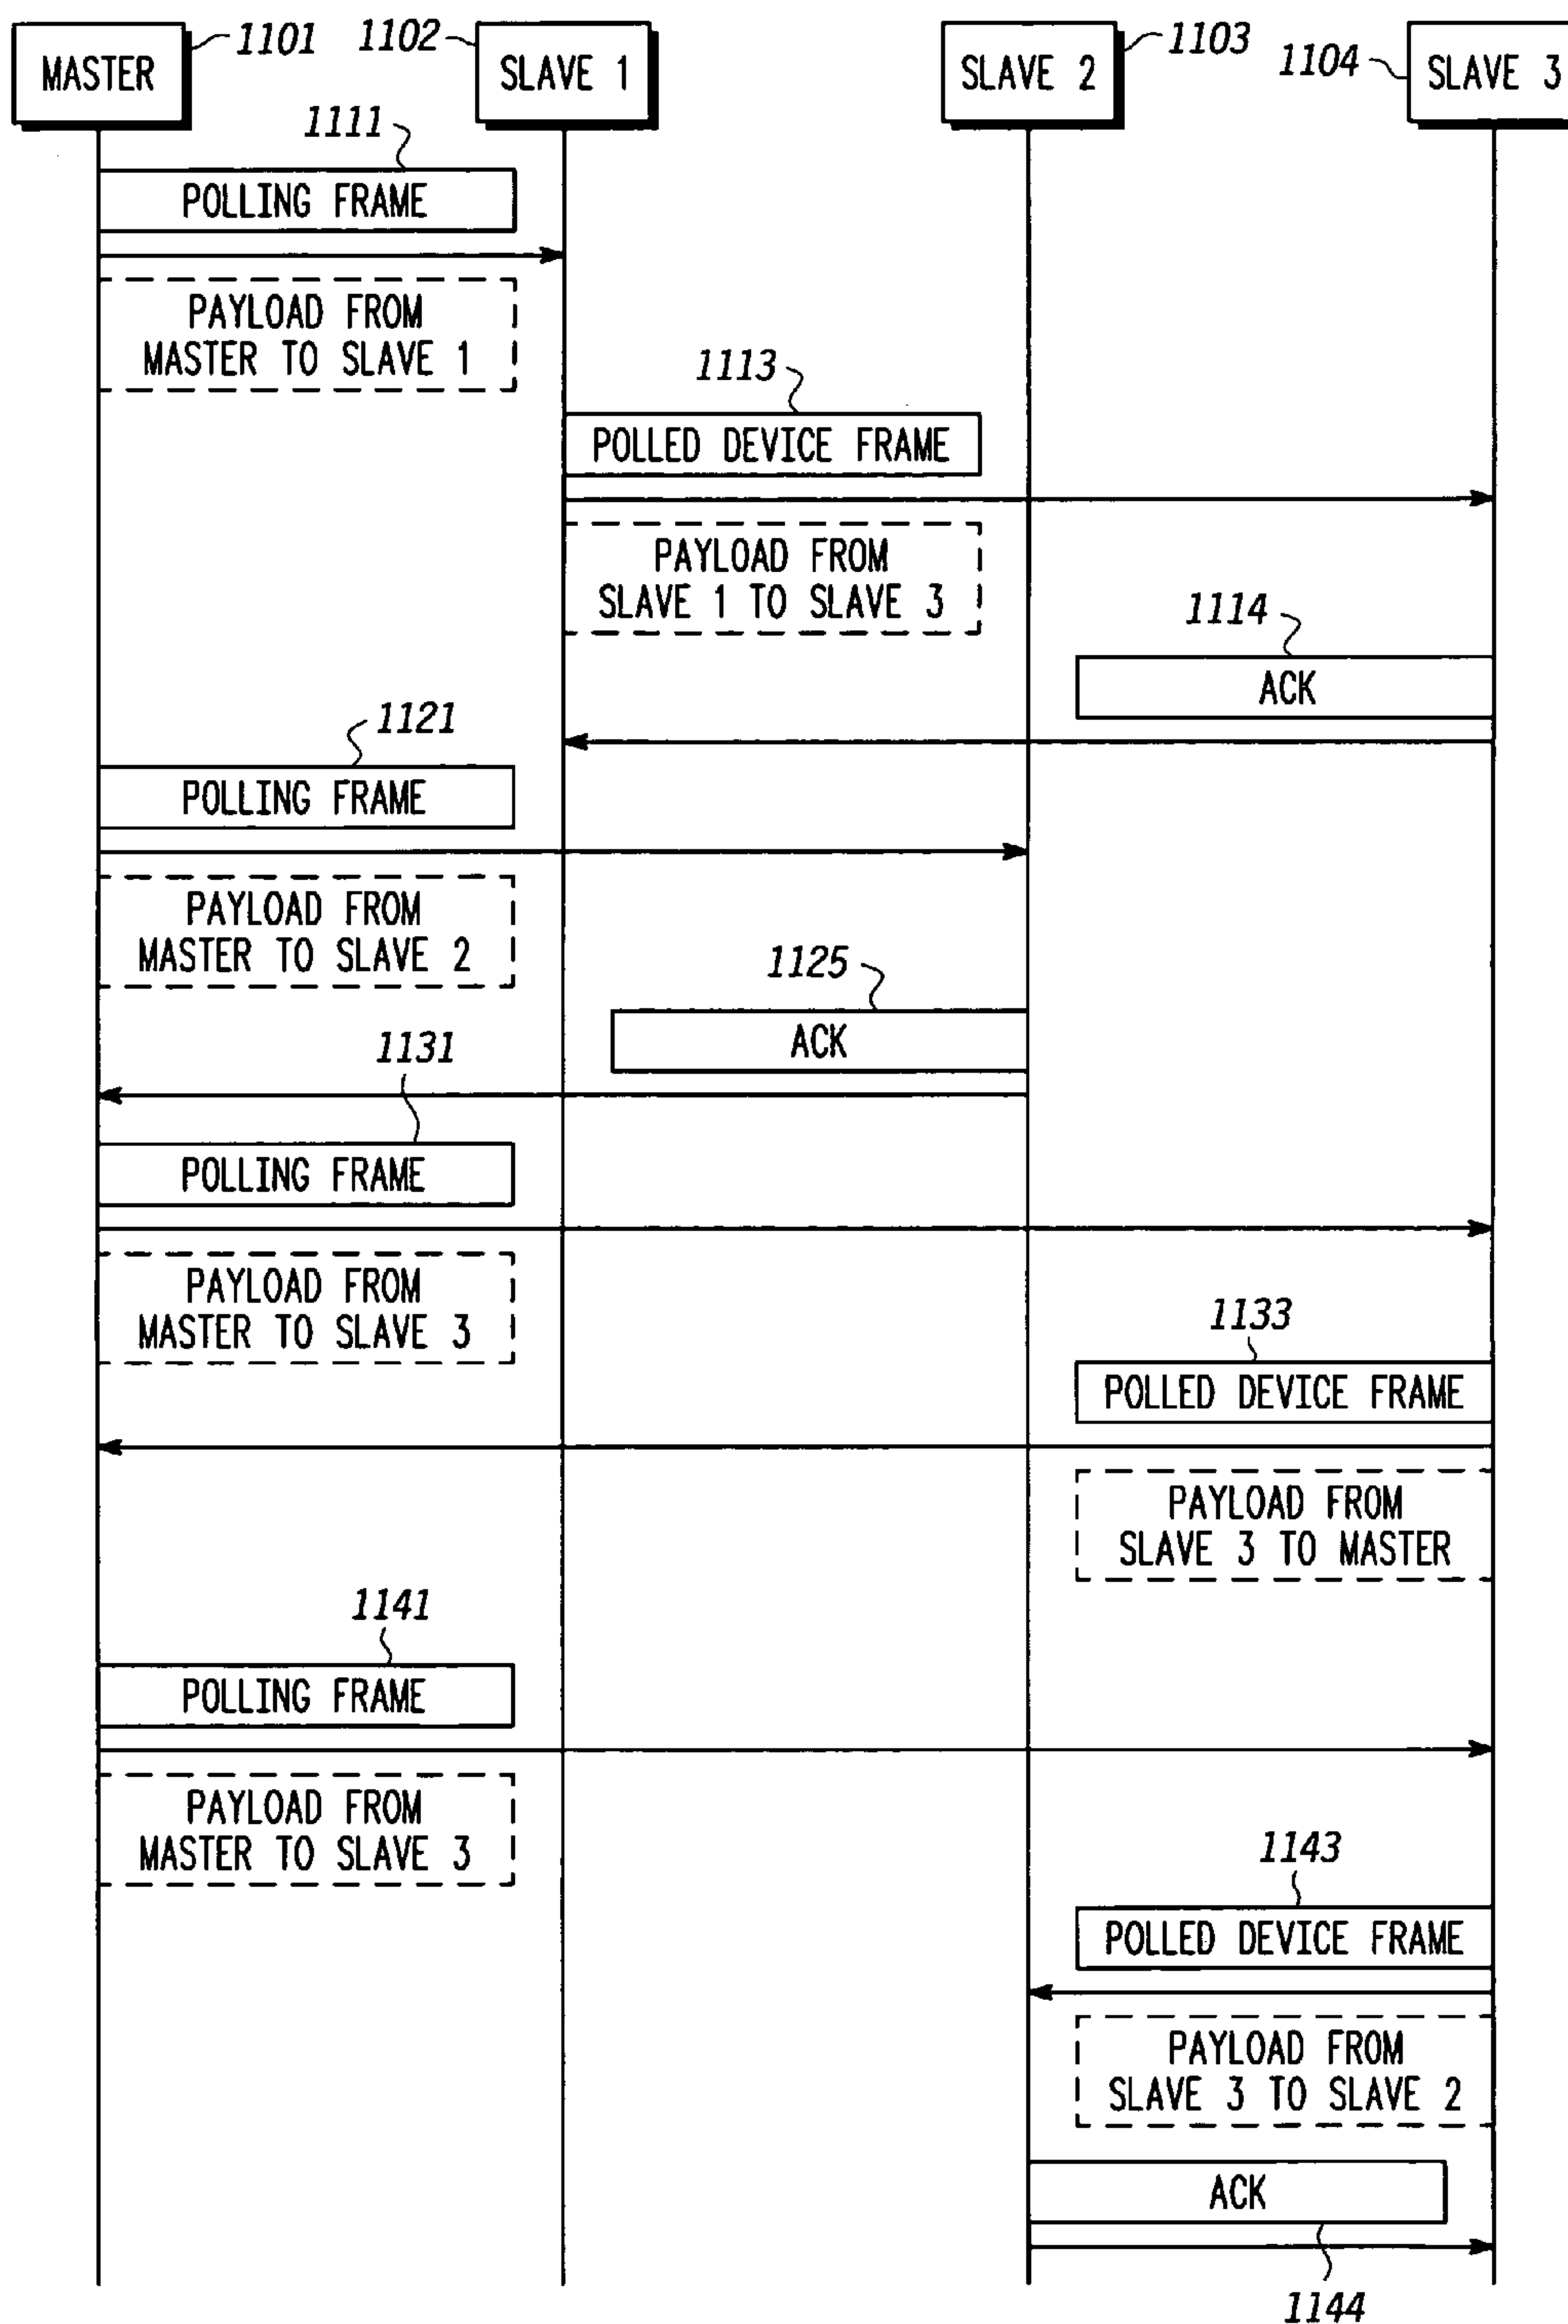 1101
1102
1103
1104
MASTER
SLAVE 1
SLAVE 2
SLAVE 3
1111
POLLING FRAME
PAYLOAD FROM
MASTER TO SLAVE 1
1113
POLLED DEVICE FRAME
PAYLOAD FROM
SLAVE 1 TO SLAVE 3
1114
ACK
1121
POLLING FRAME
PAYLOAD FROM
MASTER TO SLAVE 2
1125
ACK
1131
POLLING FRAME
PAYLOAD FROM
MASTER TO SLAVE 3
1133
POLLED DEVICE FRAME
PAYLOAD FROM
SLAVE 3 TO MASTER
1141
POLLING FRAME
PAYLOAD FROM
MASTER TO SLAVE 3
1143
POLLED DEVICE FRAME
PAYLOAD FROM
SLAVE 3 TO SLAVE 2
ACK
1144